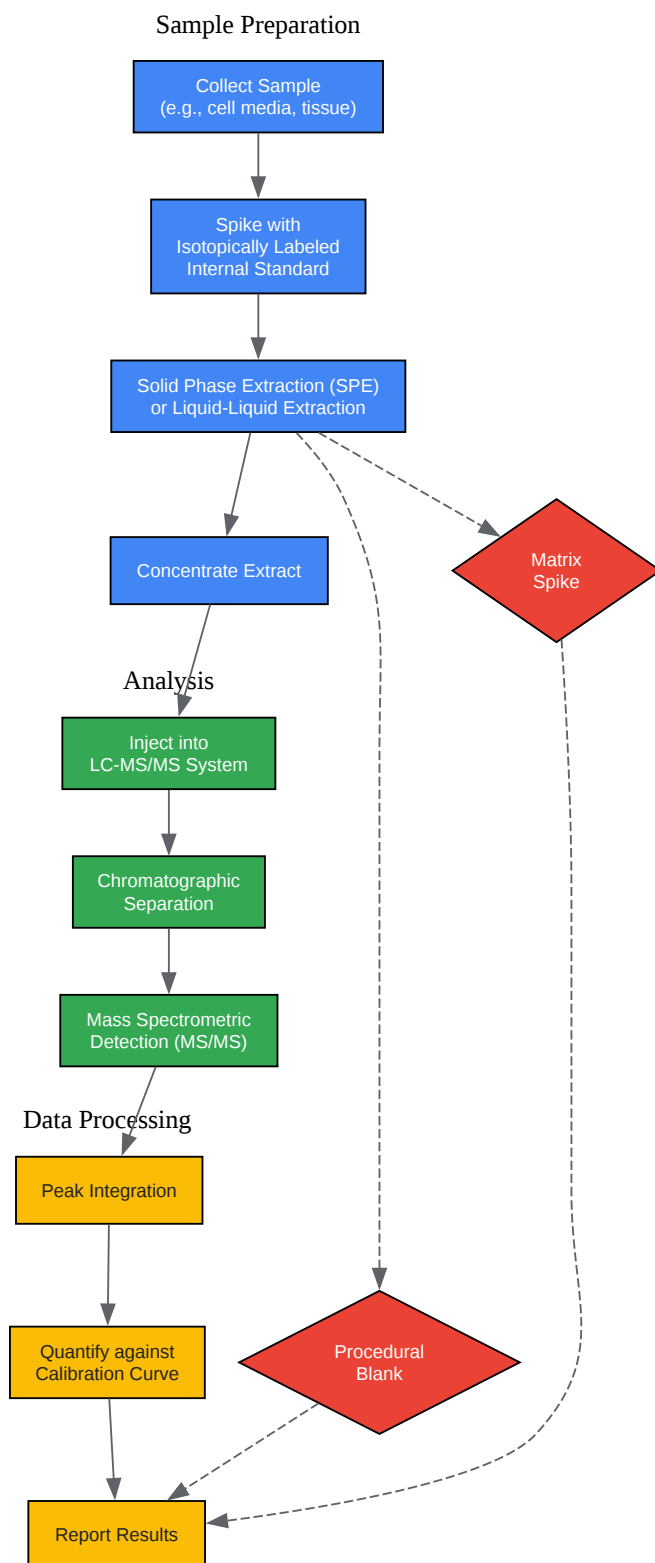 Sample Preparation
Collect Sample
(e.g., cell media, tissue)
Spike with
Isotopically Labeled
Internal Standard
Solid Phase Extraction (SPE)
or Liquid-Liquid Extraction
Concentrate Extract
Matrix
Spike
Analysis
Inject into
LC-MS/MS System
Chromatographic
Separation
Mass Spectrometric
Detection (MS/MS)
Data Processing
Peak Integration
Quantify against
Calibration Curve
Procedural
Blank
Report Results